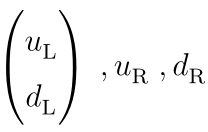 ( u_L
d_L ) , u_R , d_R